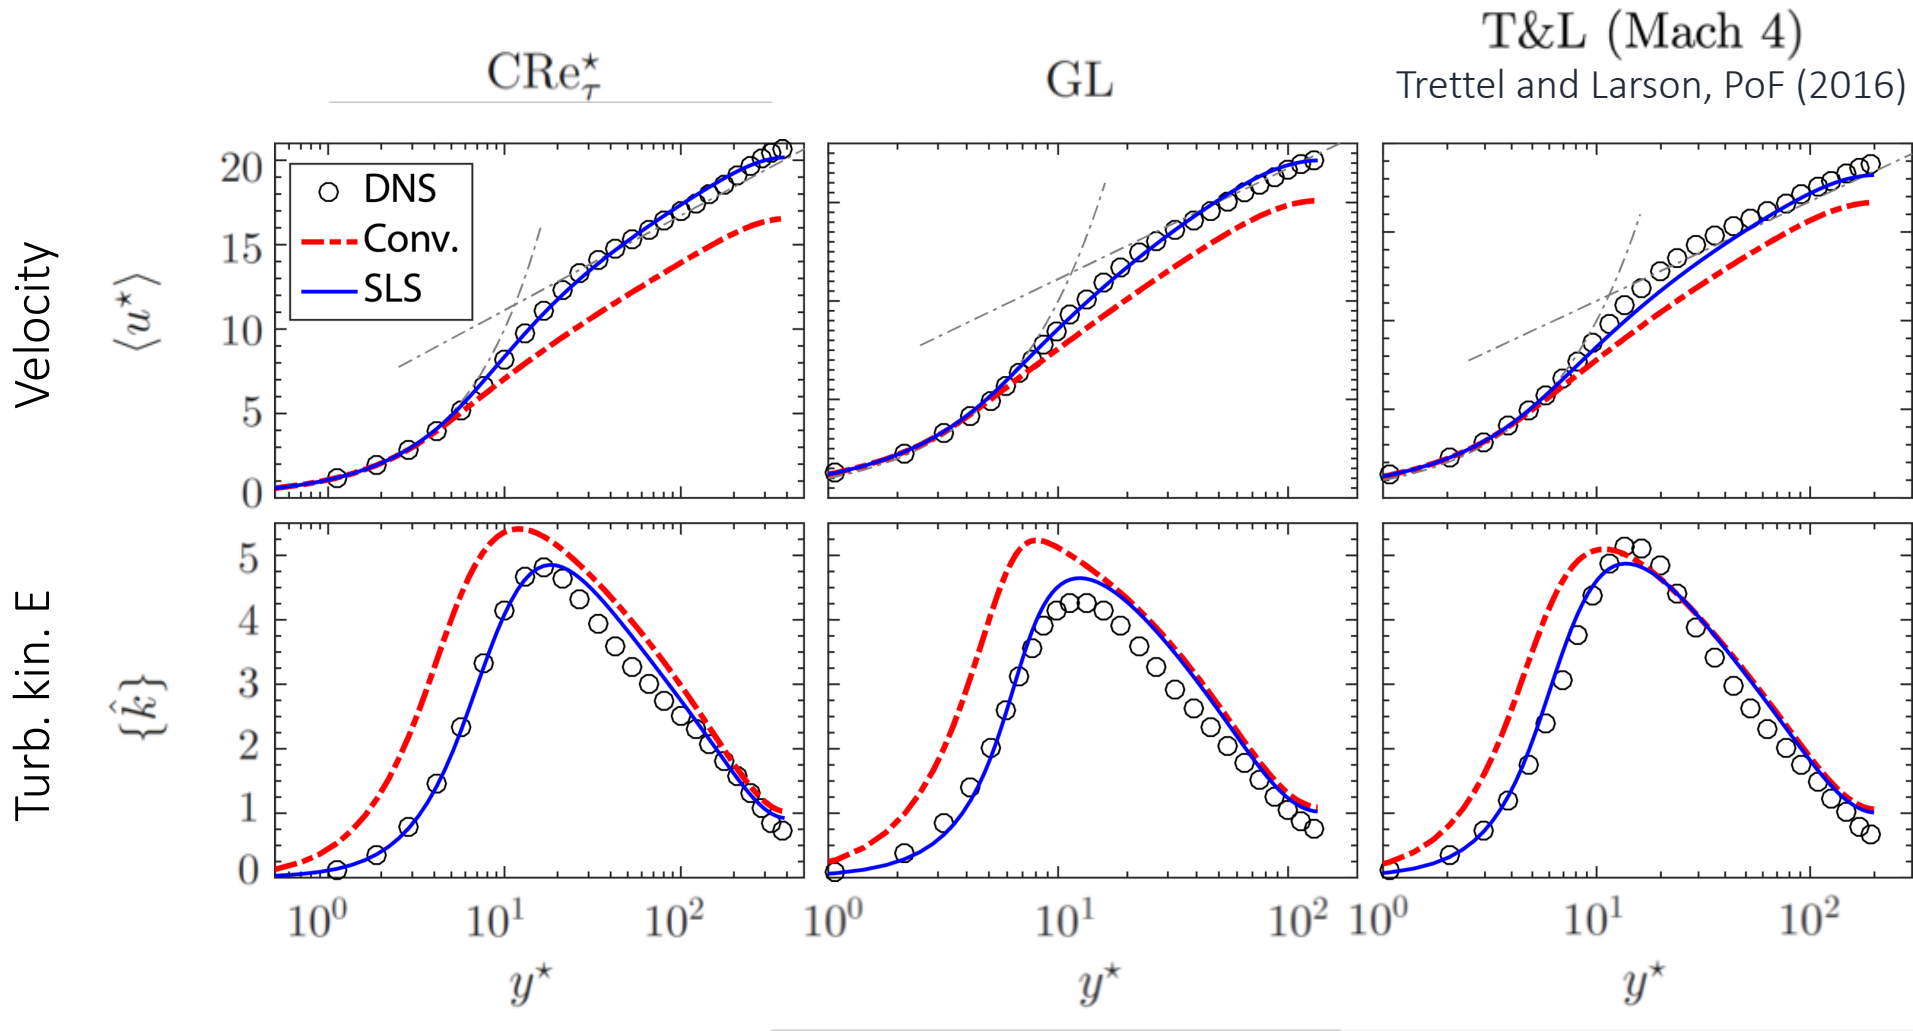 T&L (Mach 4)
CRe⋆τ
GL
Trettel and Larson, PoF (2016)
Velocity
⟨u⋆⟩
20
15
10
5
0
DNS
Conv.
SLS
Turb. kin. E
{k̂}
5
4
3
2
1
0
10⁰ 10¹ 10²
10⁰ 10¹ 10²
10⁰ 10¹ 10²
y⋆ y⋆ y⋆